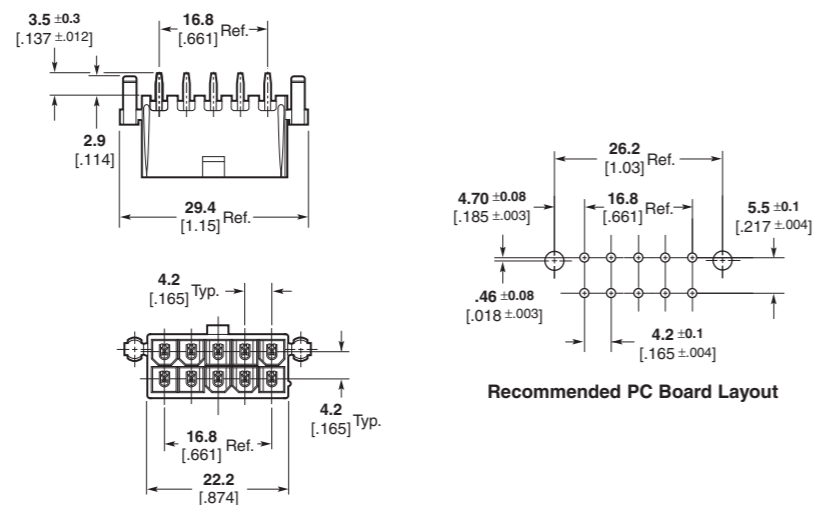 3.5 ±0.3
[.137 ±.012]
16.8
[.661] Ref.
2.9
[.114]
29.4
[1.15] Ref.
4.2
[.165] Typ.
4.2
[.165] Typ.
16.8
[.661] Ref.
22.2
[.874]
26.2
[1.03] Ref.
4.70 ±0.08
[.185 ±.003]
16.8
[.661] Ref.
5.5 ±0.1
[.217 ±.004]
.46 ±0.08
[.018 ±.003]
4.2 ±0.1
[.165 ±.004]
Recommended PC Board Layout